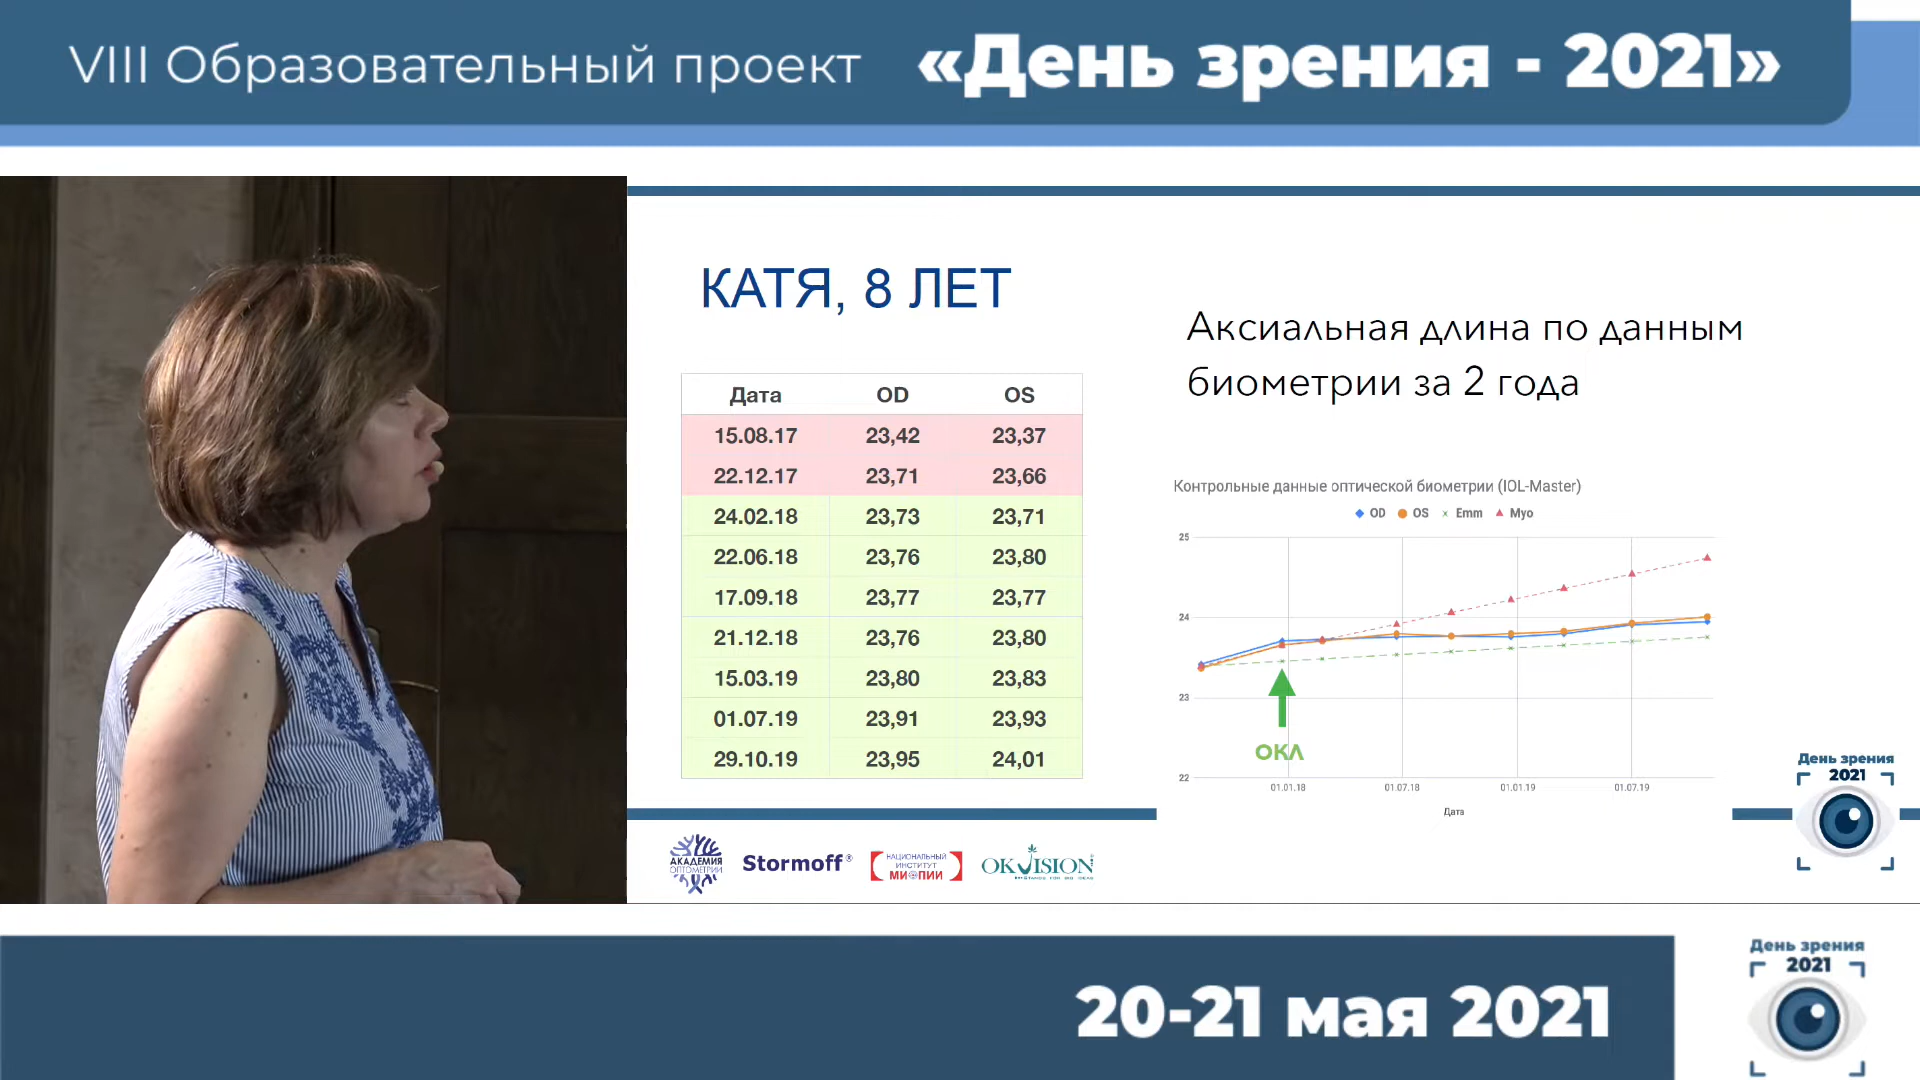 VIII Образовательный проект «День зрения - 2021»
КАТЯ, 8 ЛЕТ
Аксиальная длина по данным
биометрии за 2 года
Дата OD OS
15.08.17 23,42 23,37
22.12.17 23,71 23,66
24.02.18 23,73 23,71
22.06.18 23,76 23,80
17.09.18 23,77 23,77
21.12.18 23,76 23,80
15.03.19 23,80 23,83
01.07.19 23,91 23,93
29.10.19 23,95 24,01
Контрольные данные оптической биометрии (IOL-Master)
OD OS Emm Myo
25
24
23
22
ОКЛ
01.01.18 01.07.18 01.01.19 01.07.19
Дата
День зрения
2021
АКАДЕМИЯ
ОПТОМЕТРИИ
Stormoff®
НАЦИОНАЛЬНЫЙ
ИНСТИТУТ
МИОПИИ
OKVISION
20-21 мая 2021
День зрения
2021